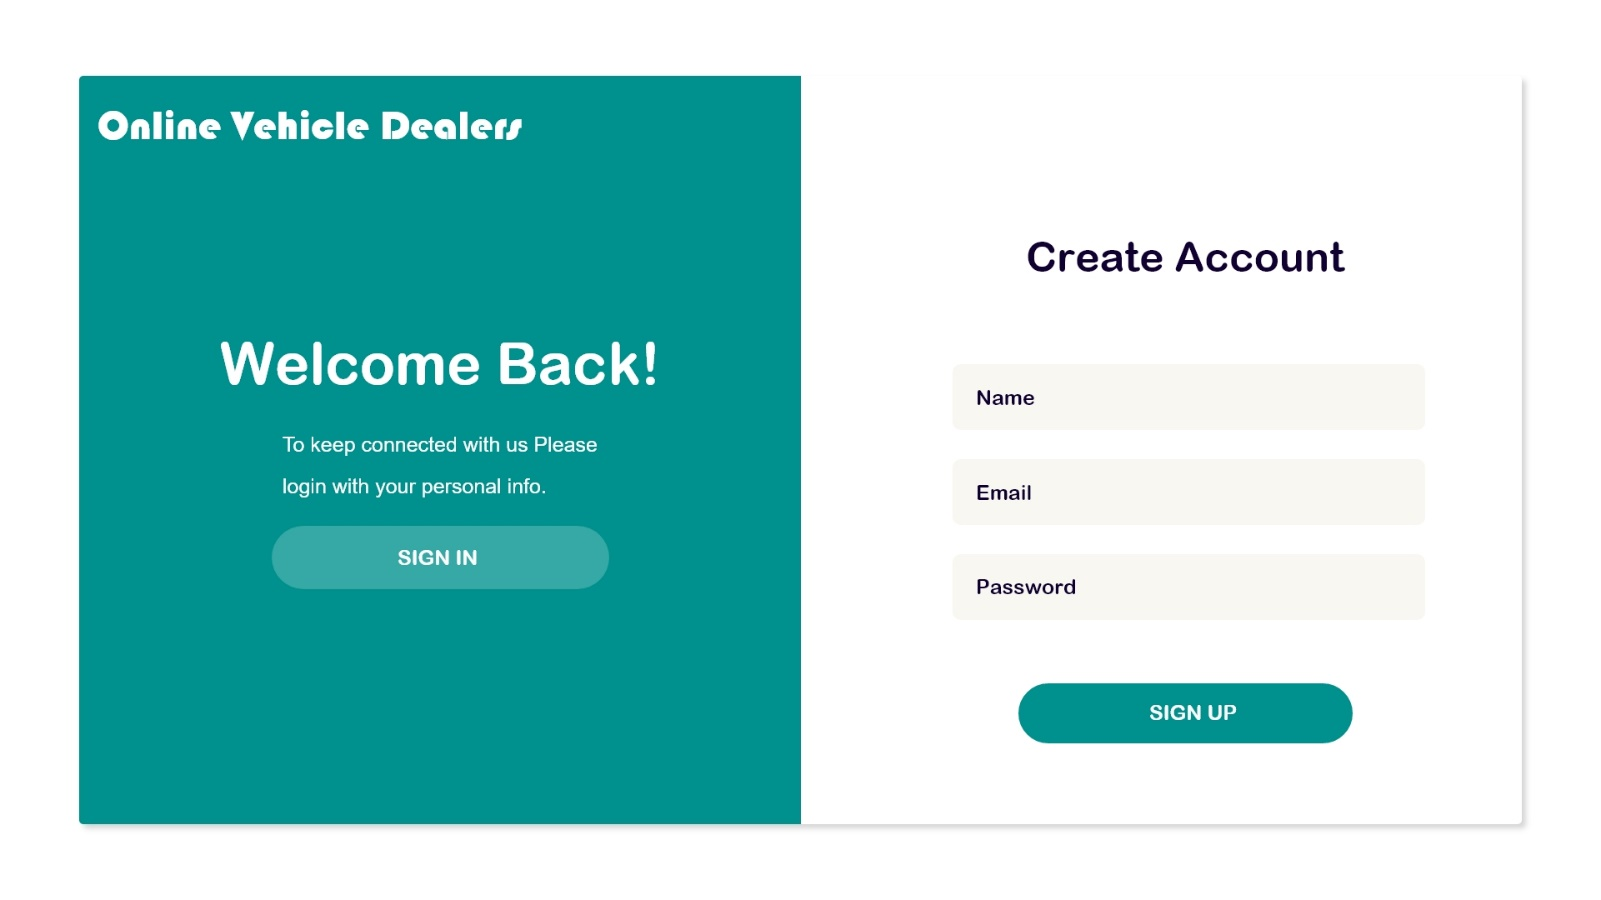 Online Vehicle Dealers
Welcome Back!
To keep connected with us Please
login with your personal info.
SIGN IN
Create Account
Name
Email
Password
SIGN UP